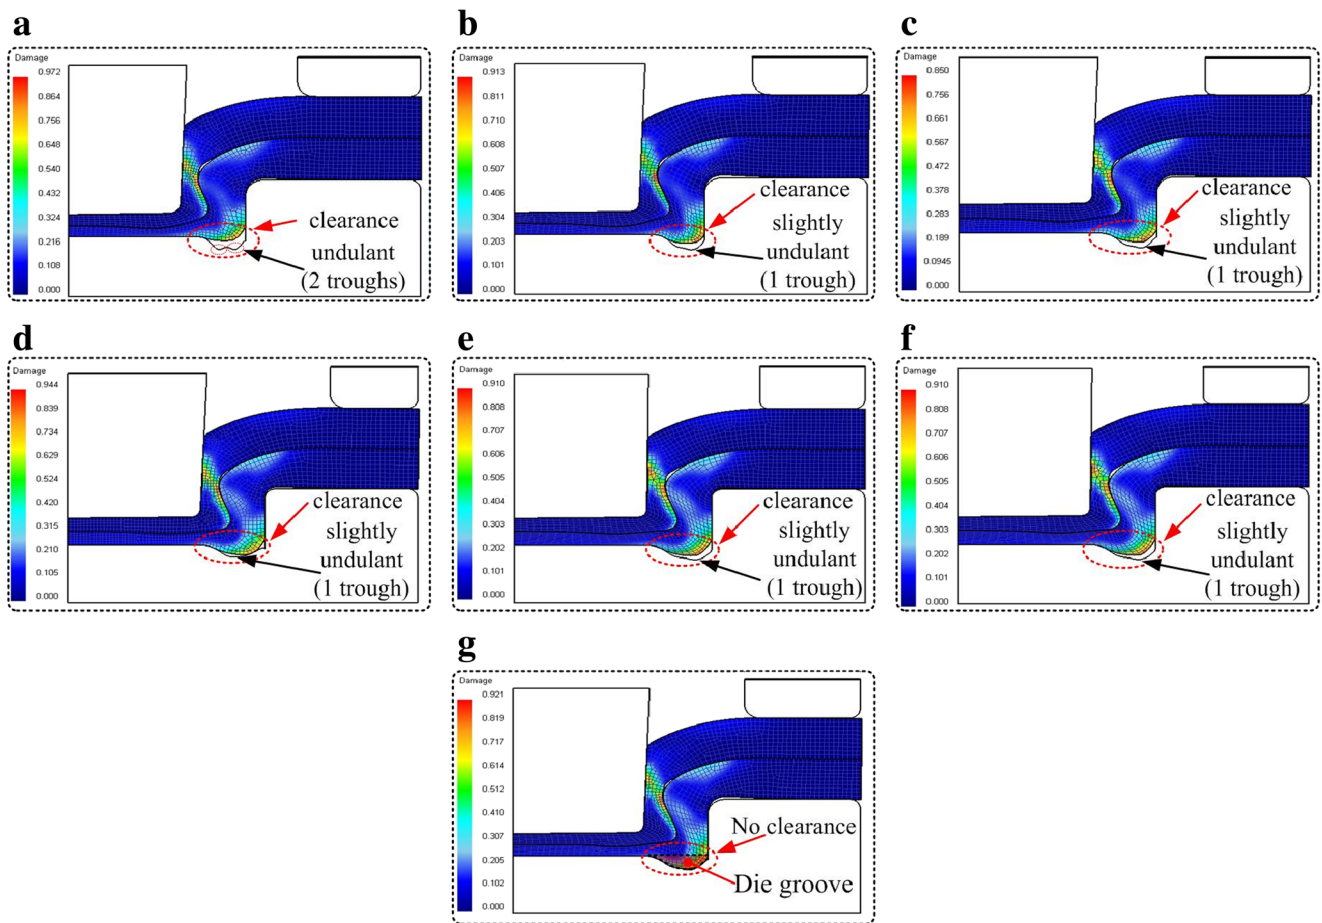 a
Damage
0.972
0.864
0.756
0.648
0.540
0.432
0.324
0.216
0.108
0.000
clearance
undulant
(2 troughs)
b
Damage
0.913
0.811
0.710
0.608
0.507
0.406
0.304
0.203
0.101
0.000
clearance
slightly
undulant
(1 trough)
c
Damage
0.850
0.756
0.661
0.567
0.472
0.378
0.283
0.189
0.0945
0.000
clearance
slightly
undulant
(1 trough)
d
Damage
0.944
0.839
0.734
0.629
0.524
0.420
0.315
0.210
0.105
0.000
clearance
slightly
undulant
(1 trough)
e
Damage
0.910
0.808
0.707
0.606
0.505
0.404
0.303
0.202
0.101
0.000
clearance
slightly
undulant
(1 trough)
f
Damage
0.910
0.808
0.707
0.606
0.505
0.404
0.303
0.202
0.101
0.000
clearance
slightly
undulant
(1 trough)
g
Damage
0.921
0.819
0.717
0.614
0.512
0.410
0.307
0.205
0.102
0.000
No clearance
Die groove